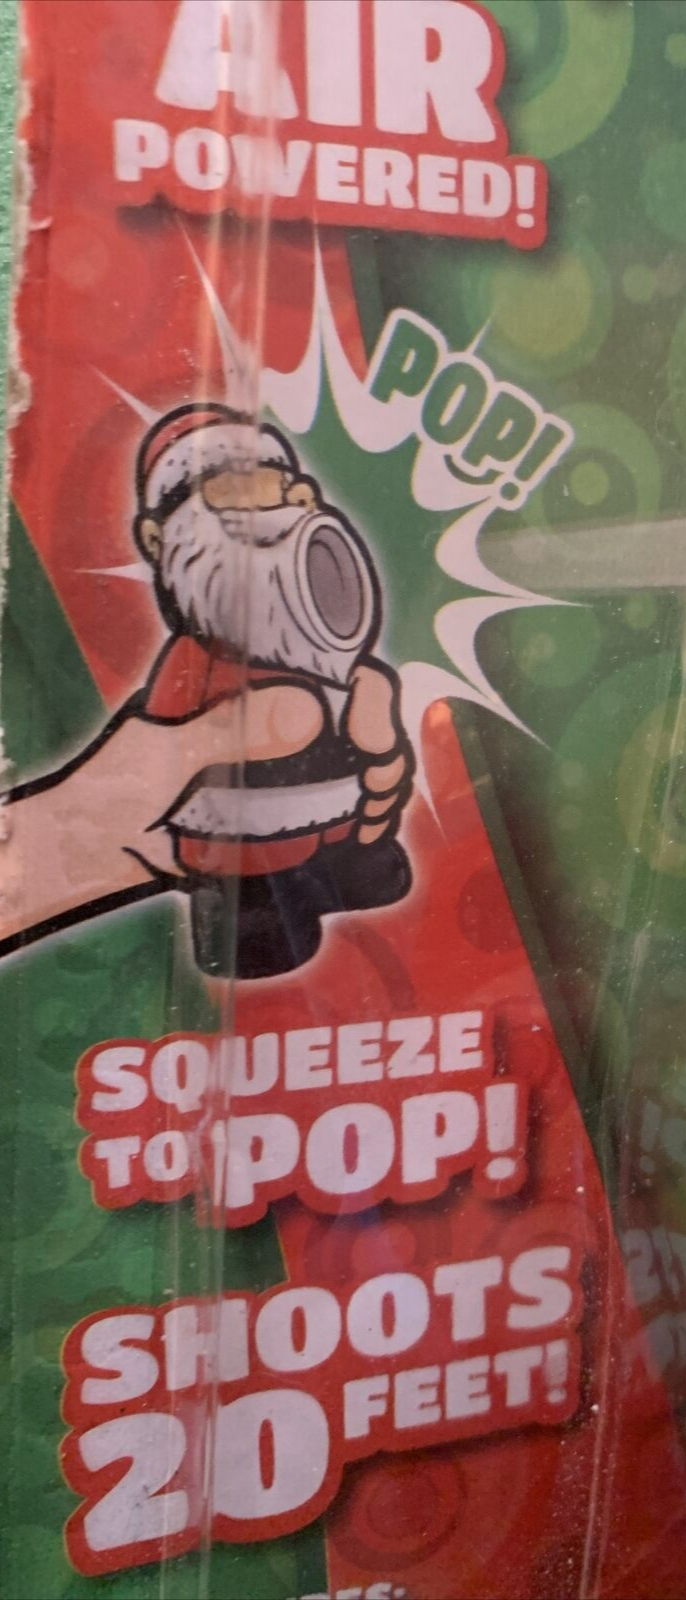 AIR
POWERED!
POP!
SQUEEZE
TO POP!
SHOOTS
20 FEET!